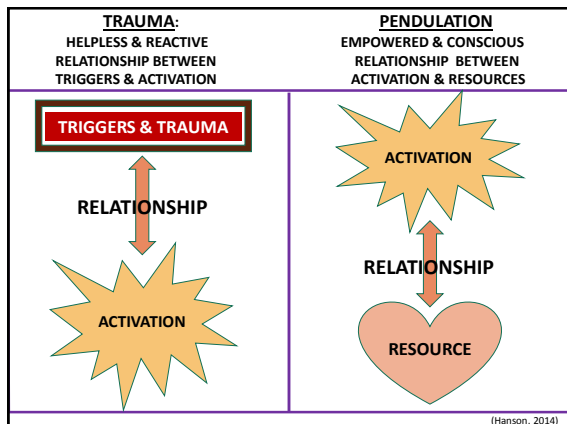 TRAUMA:
HELPLESS & REACTIVE
RELATIONSHIP BETWEEN
TRIGGERS & ACTIVATION
TRIGGERS & TRAUMA
RELATIONSHIP
ACTIVATION
PENDULATION
EMPOWERED & CONSCIOUS
RELATIONSHIP BETWEEN
ACTIVATION & RESOURCES
ACTIVATION
RELATIONSHIP
RESOURCE
(Hanson, 2014)